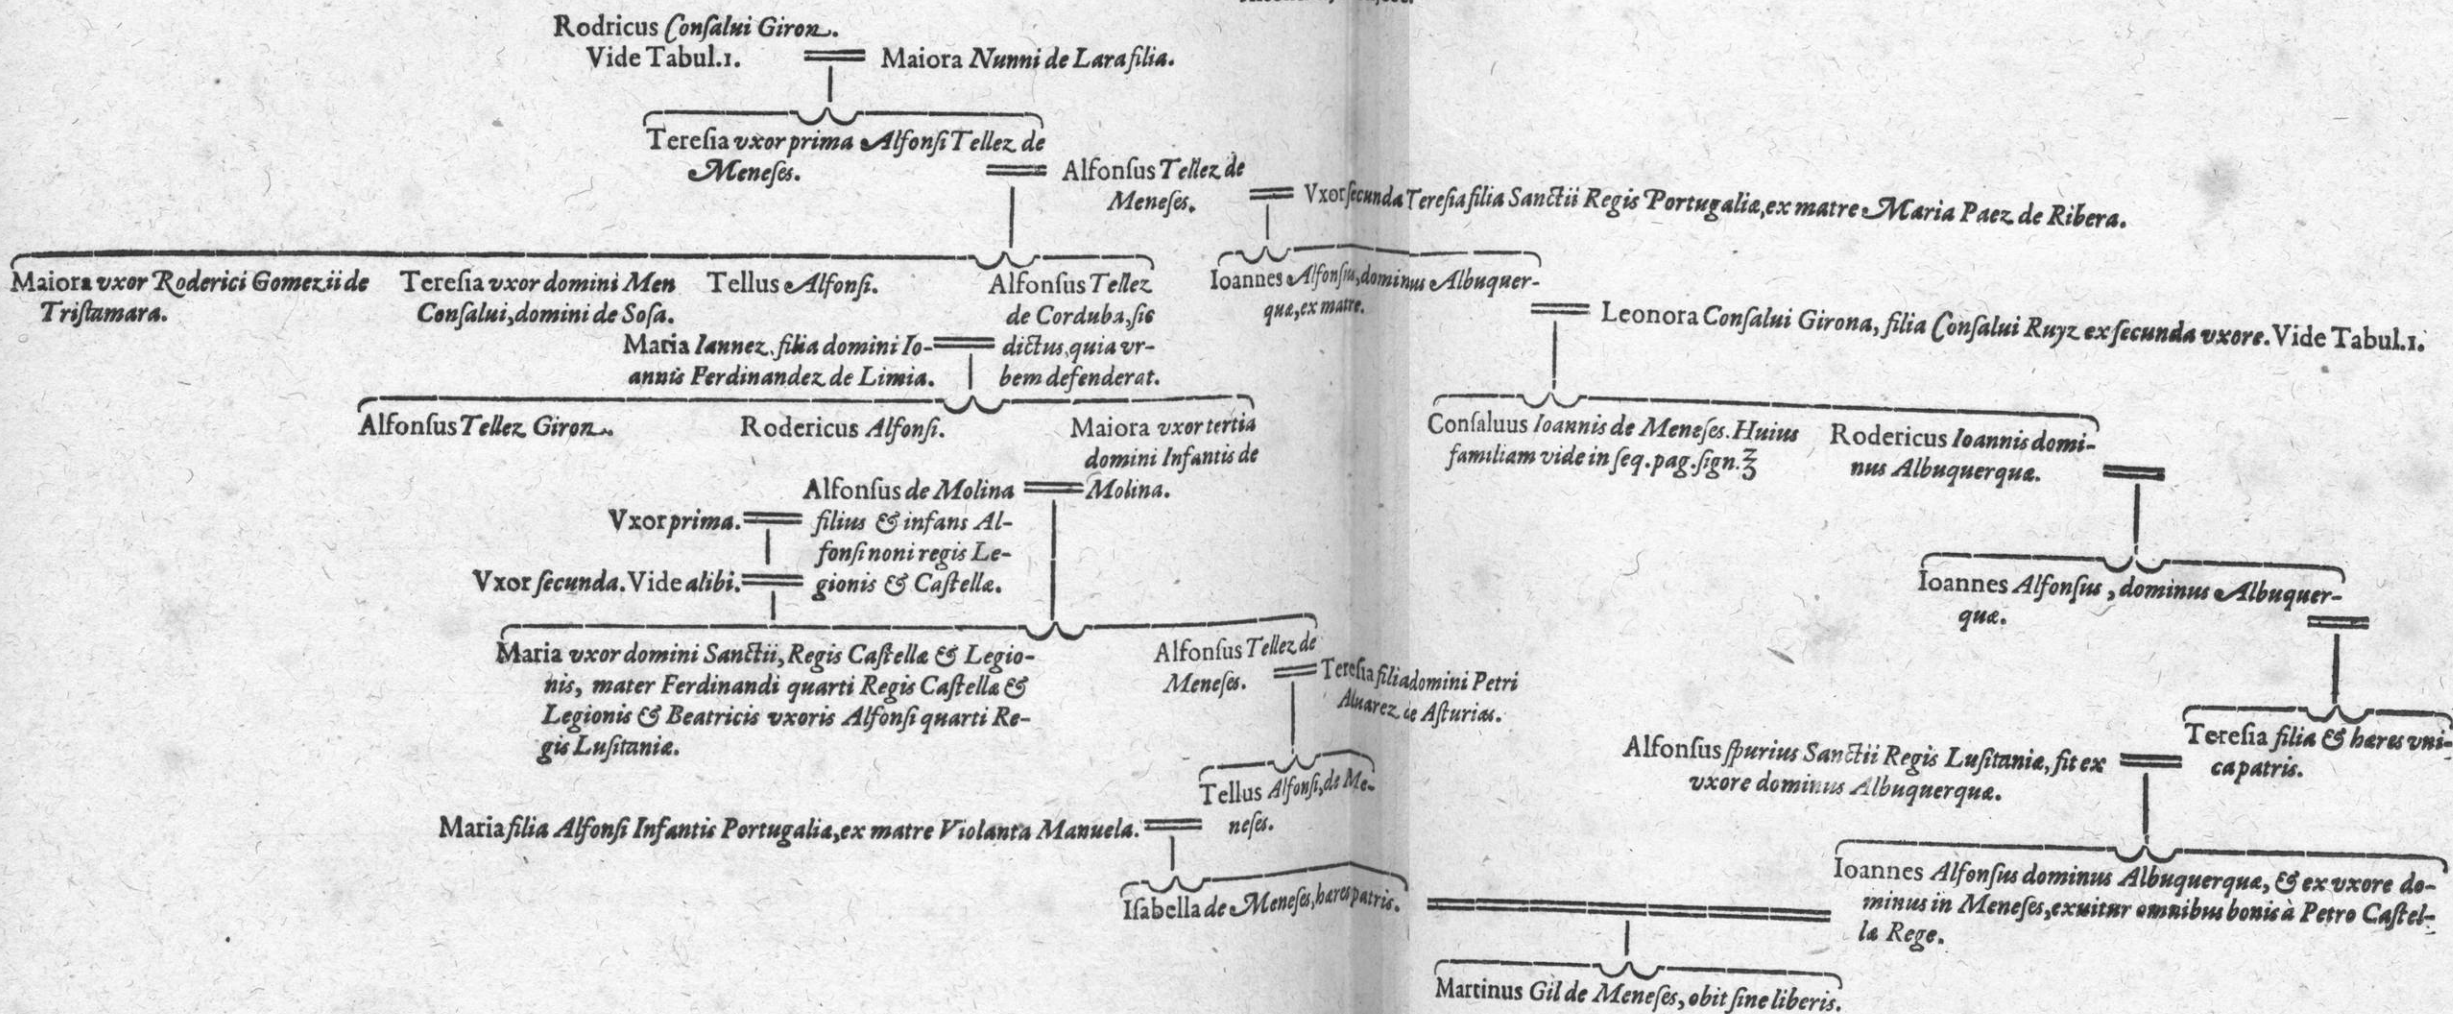 Rodricus Conſalui Giron.
Vide Tabul.1.
Maiora Nunni de Lara filia.
Tereſia vxor prima Alfonſi Tellez de
Meneſes.
Alfonſus Tellez de
Meneſes.
Vxor ſecunda Tereſia filia Sanctii Regis Portugaliæ, ex matre Maria Paez de Ribera.
Maiora vxor Roderici Gomezii de
Triſtamara.
Tereſia vxor domini Men
Conſalui, domini de Soſa.
Tellus Alfonſi.
Alfonſus Tellez
de Corduba, ſic
dictus, quia vr-
bem defenderat.
Ioannes Alfonſus, dominus Albuquer-
quæ, ex matre.
Leonora Conſalui Girona, filia Conſalui Ruyz ex ſecunda vxore. Vide Tabul.1.
Maria Iannez. filia domini Io-
annis Ferdinandez de Limia.
Alfonſus Tellez Giron.
Rodericus Alfonſi.
Maiora vxor tertia
domini Infantis de
Molina.
Conſaluus Ioannis de Meneſes. Huius
familiam vide in ſeq. pag. ſign. ℥
Rodericus Ioannis domi-
nus Albuquerquæ.
Alfonſus de Molina
filius & infans Al-
fonſi noni regis Le-
gionis & Caſtellæ.
Vxor prima.
Vxor ſecunda. Vide alibi.
Ioannes Alfonſus, dominus Albuquer-
quæ.
Maria vxor domini Sanctii, Regis Caſtellæ & Legio-
nis, mater Ferdinandi quarti Regis Caſtellæ &
Legionis & Beatricis vxoris Alfonſi quarti Re-
gis Luſitaniæ.
Alfonſus Tellez de
Meneſes.
Tereſia filia domini Petri
Aluarez de Aſturias.
Tereſia filia & hæres vni-
ca patris.
Alfonſus ſpurius Sanctii Regis Luſitaniæ, fit ex
vxore dominus Albuquerquæ.
Tellus Alfonſi, de Me-
neſes.
Maria filia Alfonſi Infantis Portugaliæ, ex matre Violanta Manuela.
Ioannes Alfonſus dominus Albuquerquæ, & ex vxore do-
minus in Meneſes, exuitur omnibus bonis à Petro Caſtel-
læ Rege.
Iſabella de Meneſes, hæres patris.
Martinus Gil de Meneſes, obit ſine liberis.